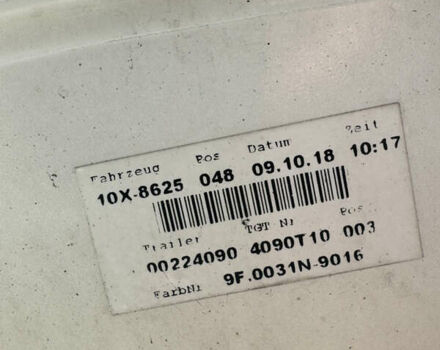 Fahrzeug Pos Datum Zeit
10X-8625 048 09.10.18 10:17
Trailer TGT Nr Pos
00224090 4090T10 003
FarbNr 9F.0031N-9016